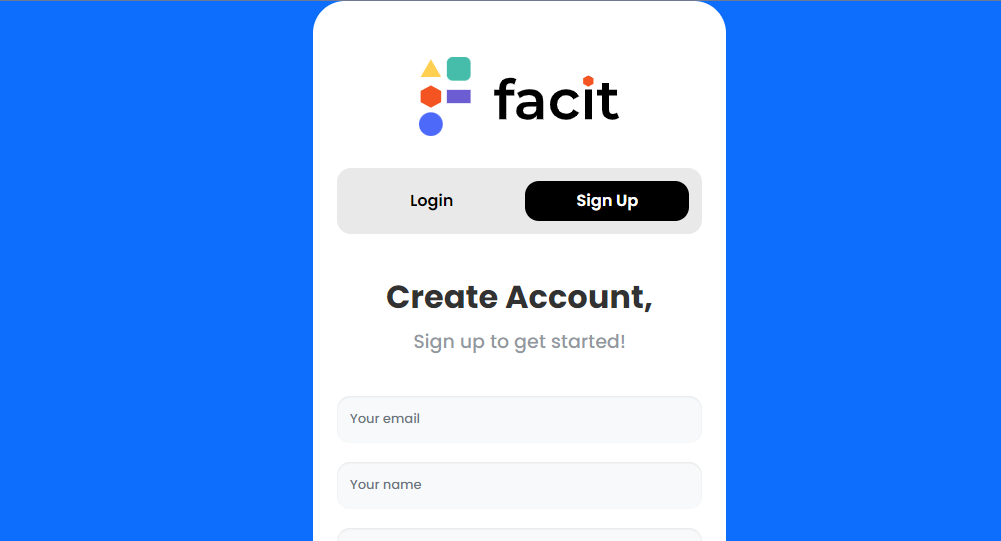 facit
Login
Sign Up
Create Account,
Sign up to get started!
Your email
Your name